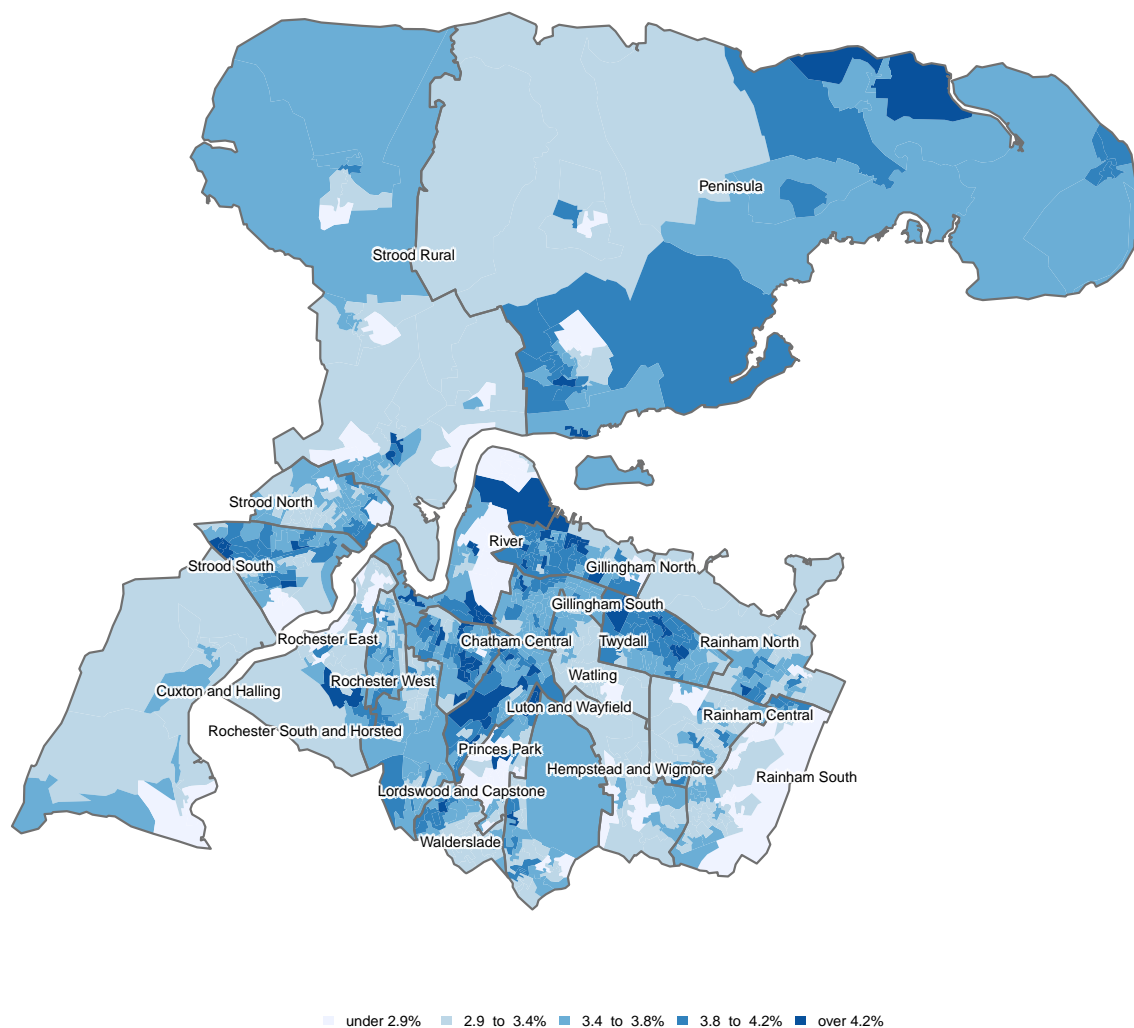 Peninsula
Strood Rural
Strood North
River
Strood South
Gillingham North
Gillingham South
Rochester East
Chatham Central
Twydall
Rainham North
Watling
Rochester West
Cuxton and Halling
Luton and Wayfield
Rainham Central
Rochester South and Horsted
Princes Park
Hempstead and Wigmore
Rainham South
Lordswood and Capstone
Walderslade
under 2.9% 2.9 to 3.4% 3.4 to 3.8% 3.8 to 4.2% over 4.2%